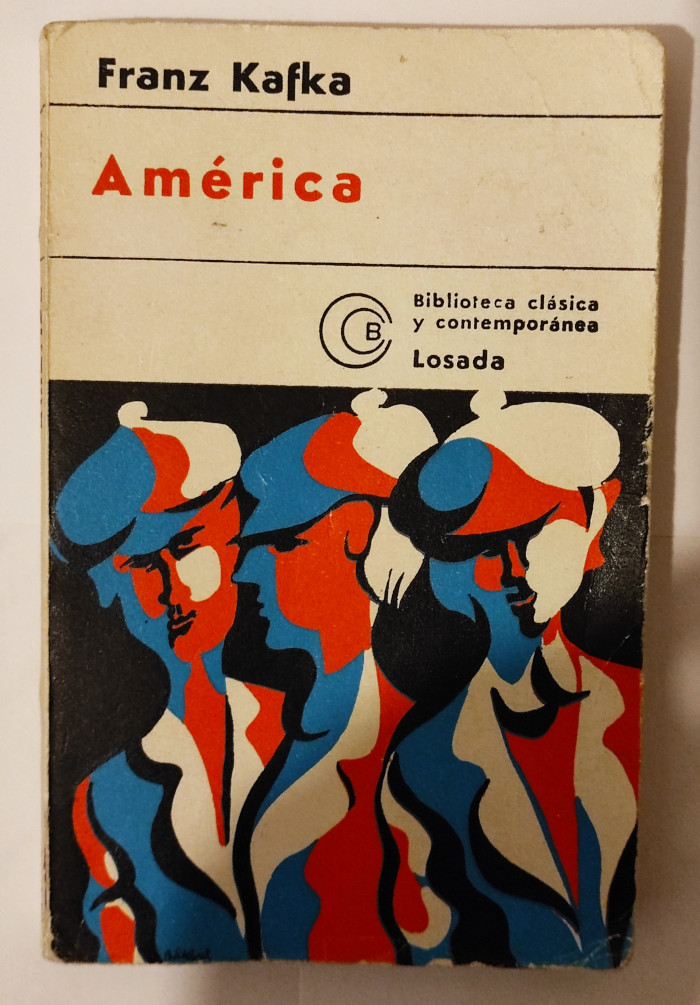 Franz Kafka
América
B
Biblioteca clásica
y contemporánea
Losada